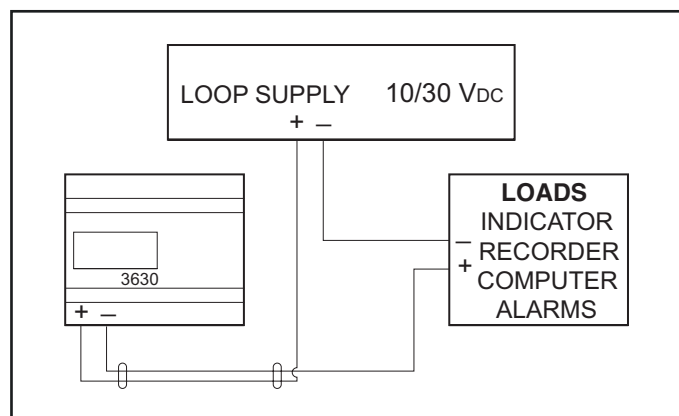 LOOP SUPPLY 10/30 VDC
+ –
3630
+ –
LOADS
INDICATOR
– RECORDER
+ COMPUTER
ALARMS